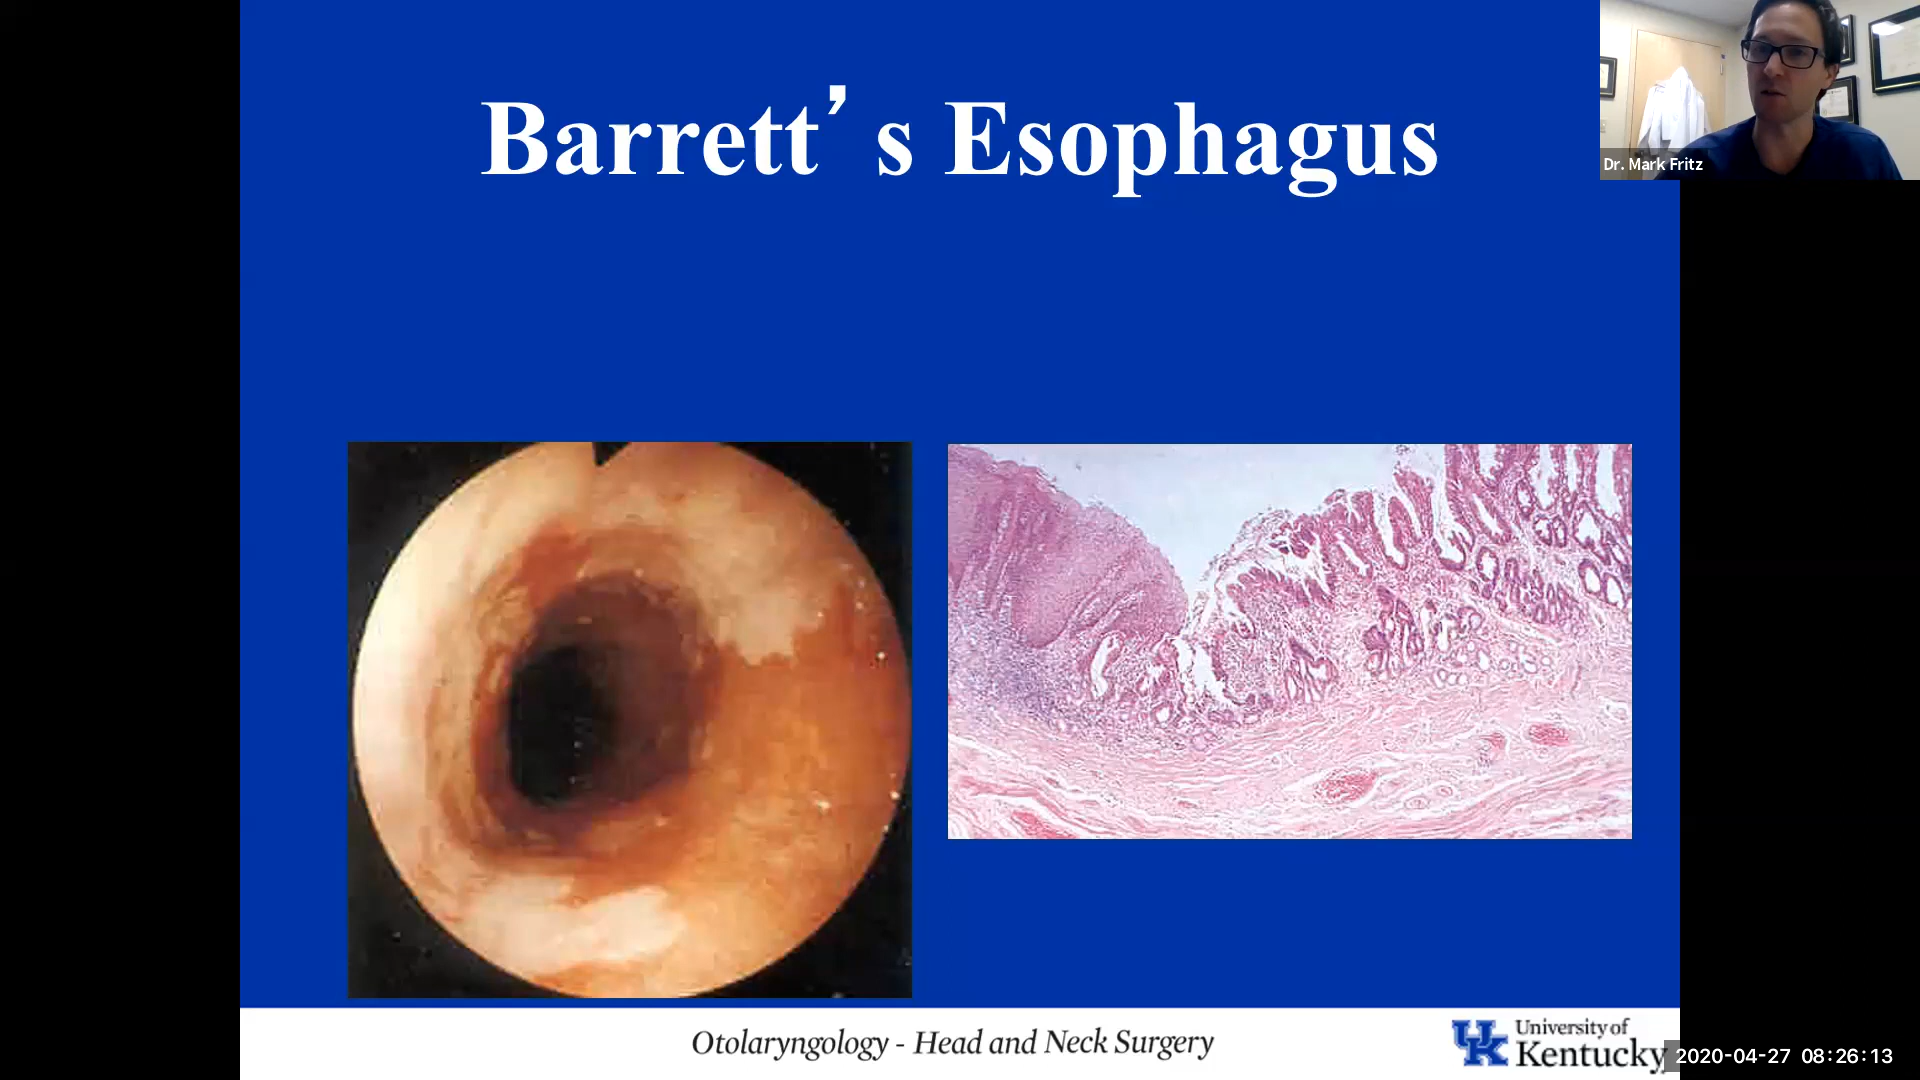 Barrett’s Esophagus
Dr. Mark Fritz
Otolaryngology - Head and Neck Surgery
UK
University of
Kentucky
2020-04-27 08:26:13